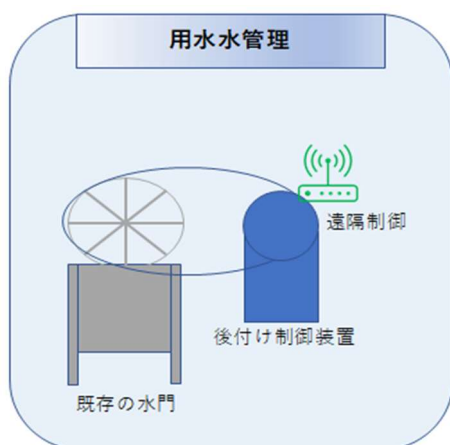 用水水管理
遠隔制御
後付け制御装置
既存の水門